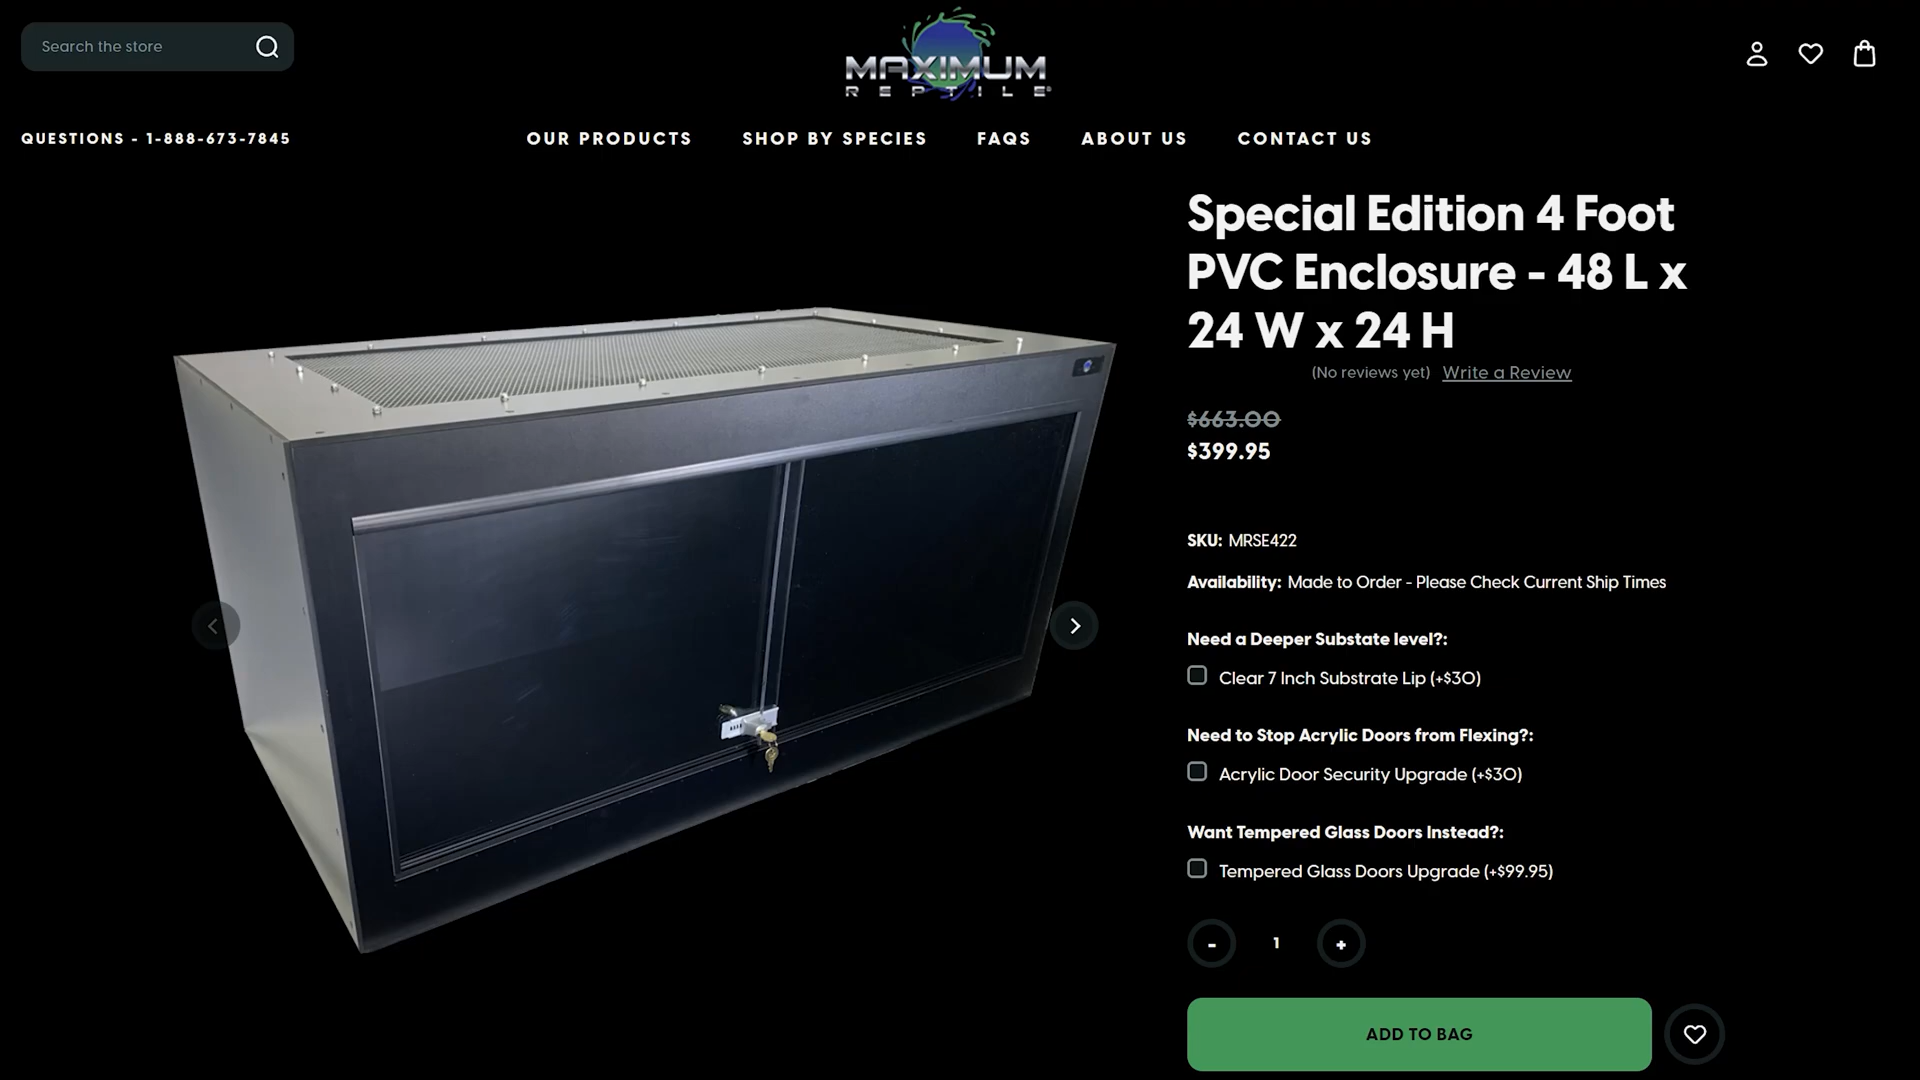 Search the store
MAXIMUM
REPTILE
QUESTIONS - 1-888-673-7845
OUR PRODUCTS
SHOP BY SPECIES
FAQS
ABOUT US
CONTACT US
Special Edition 4 Foot
PVC Enclosure - 48 L x
24 W x 24 H
(No reviews yet) Write a Review
$663.00
$399.95
SKU: MRSE422
Availability: Made to Order - Please Check Current Ship Times
Need a Deeper Substate level?:
Clear 7 Inch Substrate Lip (+$30)
Need to Stop Acrylic Doors from Flexing?:
Acrylic Door Security Upgrade (+$30)
Want Tempered Glass Doors Instead?:
Tempered Glass Doors Upgrade (+$99.95)
- 1 +
ADD TO BAG